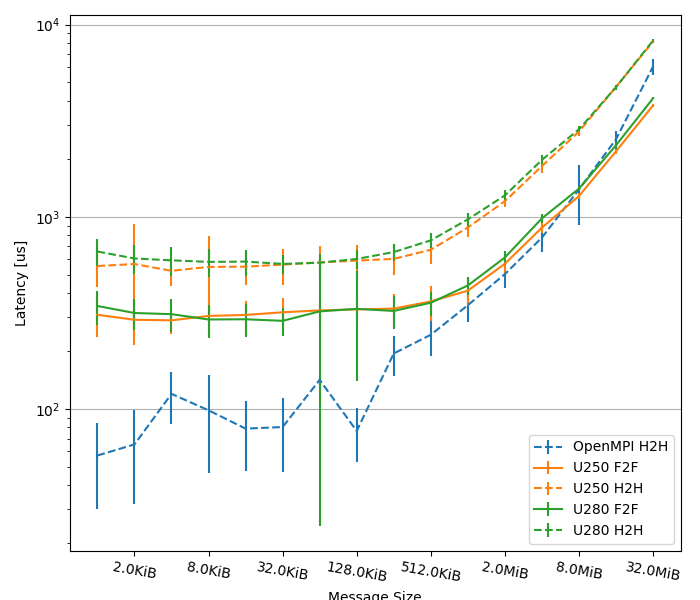 10⁴
10³
10²
Latency [us]
2.0KiB 8.0KiB 32.0KiB 128.0KiB 512.0KiB 2.0MiB 8.0MiB 32.0MiB
Message Size
OpenMPI H2H
U250 F2F
U250 H2H
U280 F2F
U280 H2H